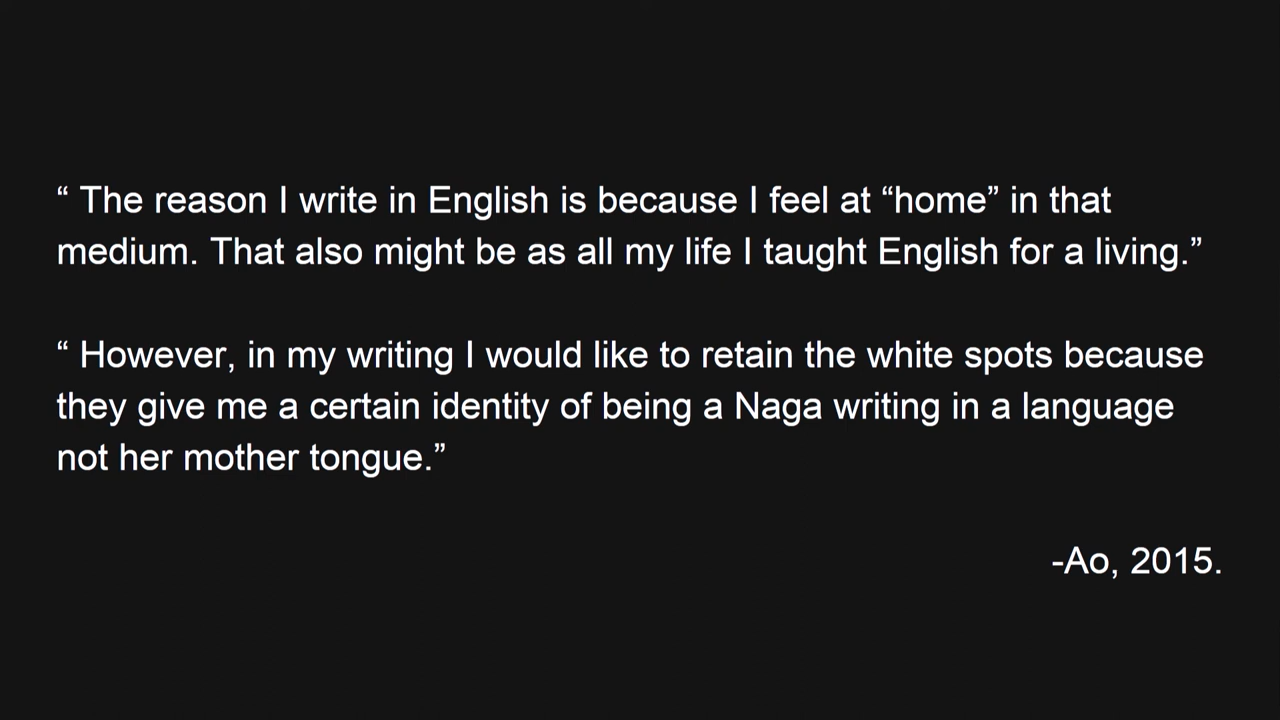 “ The reason I write in English is because I feel at “home” in that
medium. That also might be as all my life I taught English for a living.”
“ However, in my writing I would like to retain the white spots because
they give me a certain identity of being a Naga writing in a language
not her mother tongue.”
-Ao, 2015.